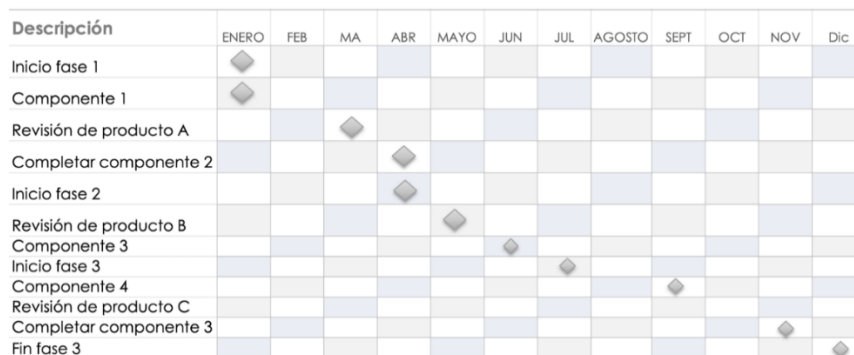 Descripción ENERO FEB MA ABR MAYO JUN JUL AGOSTO SEPT OCT NOV Dic
Inicio fase 1
Componente 1
Revisión de producto A
Completar componente 2
Inicio fase 2
Revisión de producto B
Componente 3
Inicio fase 3
Componente 4
Revisión de producto C
Completar componente 3
Fin fase 3